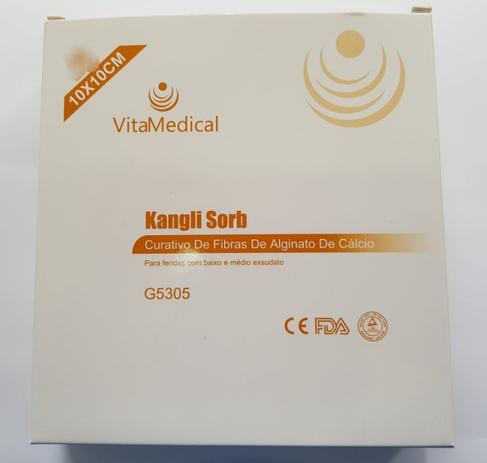 10X10CM
VitaMedical
Kangli Sorb
Curativo De Fibras De Alginato De Cálcio
Para feridas com baixo e médio exsudato
G5305
CE FDA